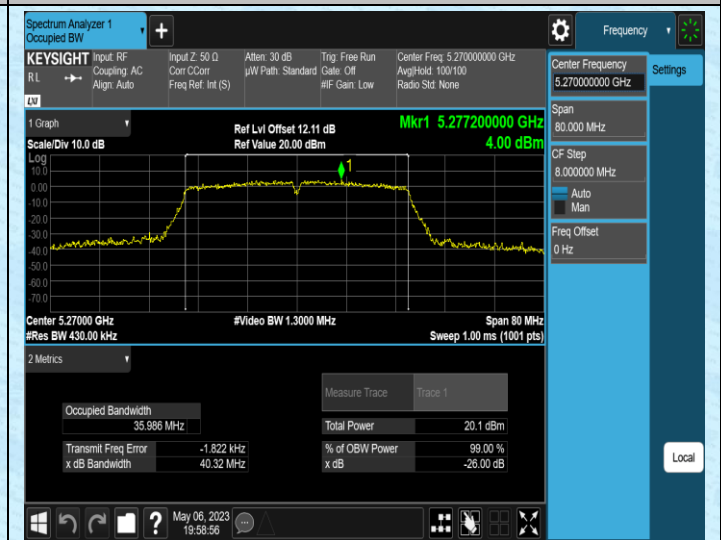 Spectrum Analyzer 1
Occupied BW
Frequency
KEYSIGHT
R L
LXI
Input: RF
Coupling: AC
Align: Auto
Input Z: 50 Ω
Corr CCorr
Freq Ref: Int (S)
Atten: 30 dB
µW Path: Standard
Trig: Free Run
Gate: Off
#IF Gain: Low
Center Freq: 5.270000000 GHz
Avg|Hold: 100/100
Radio Std: None
Center Frequency
5.270000000 GHz
Settings
Span
80.000 MHz
CF Step
8.000000 MHz
Auto
Man
Freq Offset
0 Hz
1 Graph
Scale/Div 10.0 dB
Ref Lvl Offset 12.11 dB
Ref Value 20.00 dBm
Mkr1 5.277200000 GHz
4.00 dBm
Log
10.0
0.00
-10.0
-20.0
-30.0
-40.0
-50.0
-60.0
-70.0
1
Center 5.27000 GHz
#Res BW 430.00 kHz
#Video BW 1.3000 MHz
Span 80 MHz
Sweep 1.00 ms (1001 pts)
2 Metrics
Measure Trace
Trace 1
Occupied Bandwidth
35.986 MHz
Total Power
20.1 dBm
Transmit Freq Error
-1.822 kHz
% of OBW Power
99.00 %
x dB Bandwidth
40.32 MHz
x dB
-26.00 dB
Local
?
May 06, 2023
19:58:56